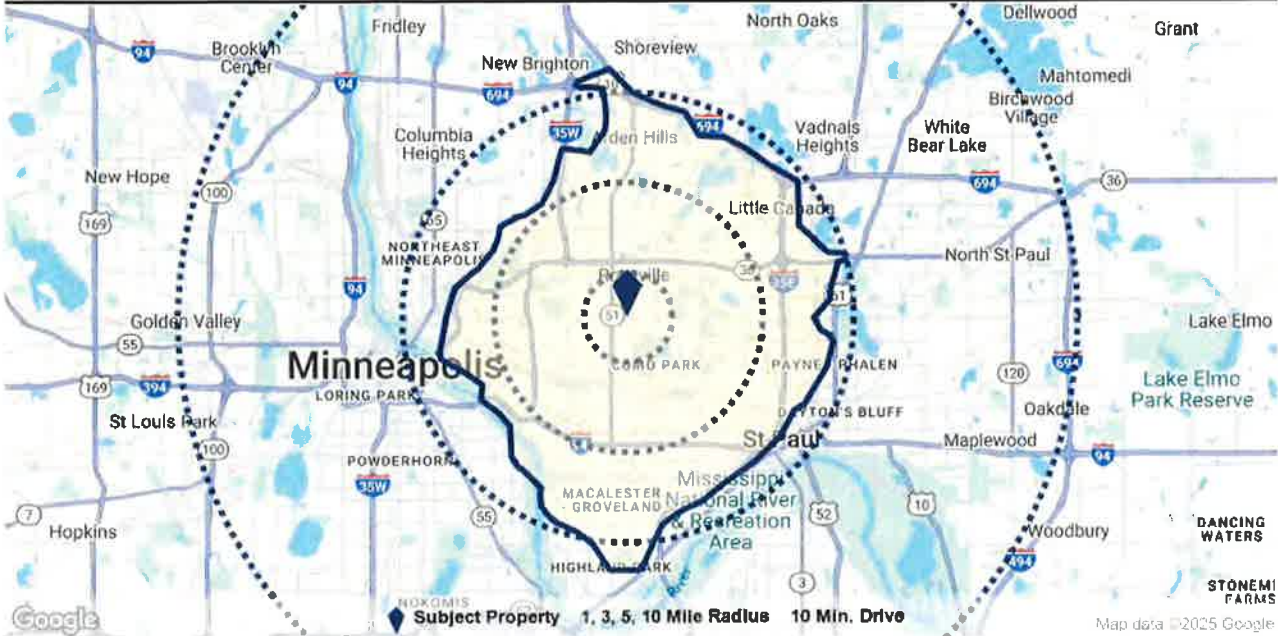 Dellwood
North Oaks
Grant
Fridley
94
Brooklyn
Center
Shoreview
New Brighton
94
694
Mahtomedi
Birchwood
Village
35W
Arden Hills
694
Columbia
Heights
Vadnais
Heights
White
Bear Lake
New Hope
100
694
36
169
65
Little Canada
NORTHEAST
MINNEAPOLIS
North St Paul
Roseville
36
35E
94
61
51
Golden Valley
Lake Elmo
55
Minneapolis
COMO PARK
PAYNE - PHALEN
694
169
394
120
Lake Elmo
Park Reserve
LORING PARK
St Louis Park
DAYTON'S BLUFF
Oakdale
100
94
St Paul
Maplewood
94
POWDERHORN
Mississippi
National River
& Recreation
Area
35W
MACALESTER
- GROVELAND
7
55
52
10
Hopkins
Woodbury
DANCING
WATERS
494
HIGHLAND PARK
3
River
STONEMI
FARMS
NOKOMIS
Google
Subject Property 1, 3, 5, 10 Mile Radius 10 Min. Drive
Map data ©2025 Google